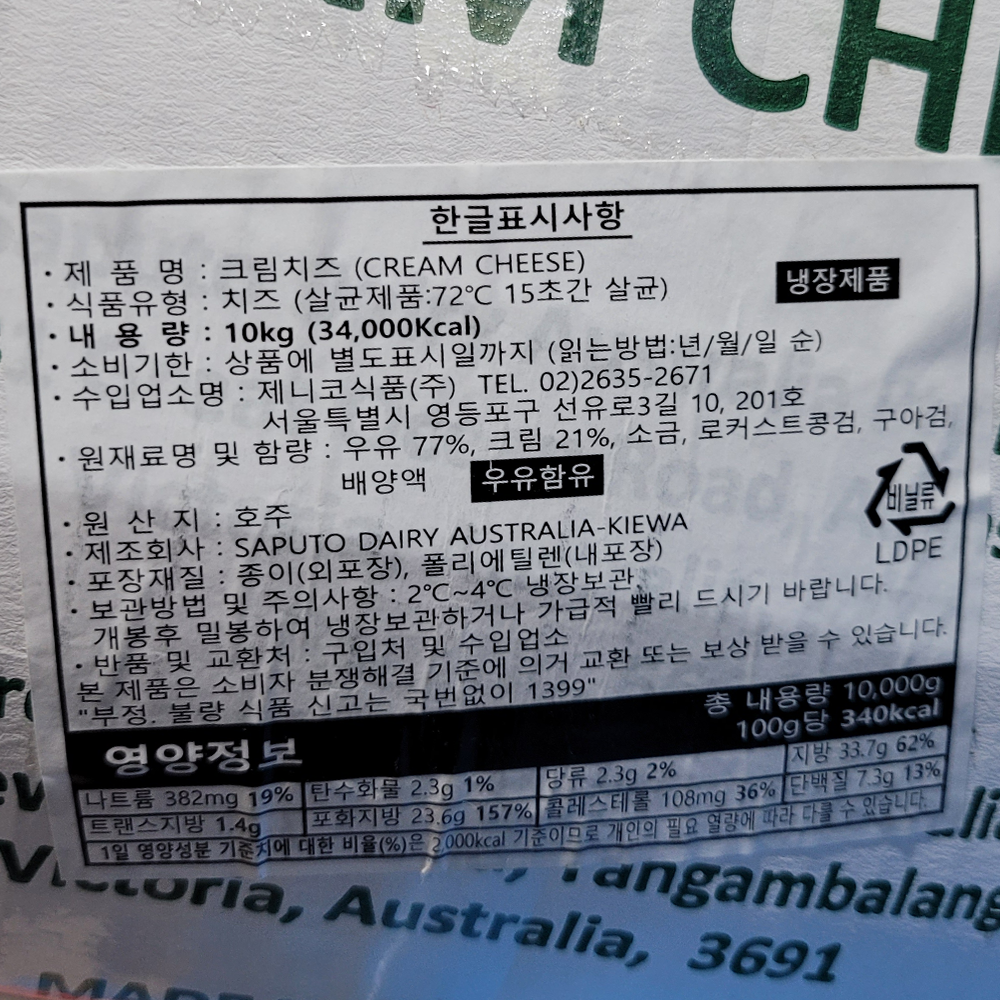 CH
한글표시사항
· 제 품 명 : 크림치즈 (CREAM CHEESE)
냉장제품
· 식품유형 : 치즈 (살균제품:72℃ 15초간 살균)
· 내 용 량 : 10kg (34,000Kcal)
· 소비기한 : 상품에 별도표시일까지 (읽는방법:년/월/일 순)
· 수입업소명 : 제니코식품(주) TEL. 02)2635-2671
서울특별시 영등포구 선유로3길 10, 201호
· 원재료명 및 함량 : 우유 77%, 크림 21%, 소금, 로커스트콩검, 구아검,
배양액 우유함유
비닐류
LDPE
· 원 산 지 : 호주
· 제조회사 : SAPUTO DAIRY AUSTRALIA-KIEWA
· 포장재질 : 종이(외포장), 폴리에틸렌(내포장)
· 보관방법 및 주의사항 : 2℃~4℃ 냉장보관,
개봉후 밀봉하여 냉장보관하거나 가급적 빨리 드시기 바랍니다.
· 반품 및 교환처 : 구입처 및 수입업소
본 제품은 소비자 분쟁해결 기준에 의거 교환 또는 보상 받을 수 있습니다.
"부정. 불량 식품 신고는 국번없이 1399"
영양정보
총 내용량 10,000g
100g당 340kcal
나트륨 382mg 19% 탄수화물 2.3g 1% 당류 2.3g 2% 지방 33.7g 62%
트랜스지방 1.4g 포화지방 23.6g 157% 콜레스테롤 108mg 36% 단백질 7.3g 13%
1일 영양성분 기준치에 대한 비율(%)은 2,000kcal 기준이므로 개인의 필요 열량에 따라 다를 수 있습니다.
Tangambalang
Victoria, Australia, 3691